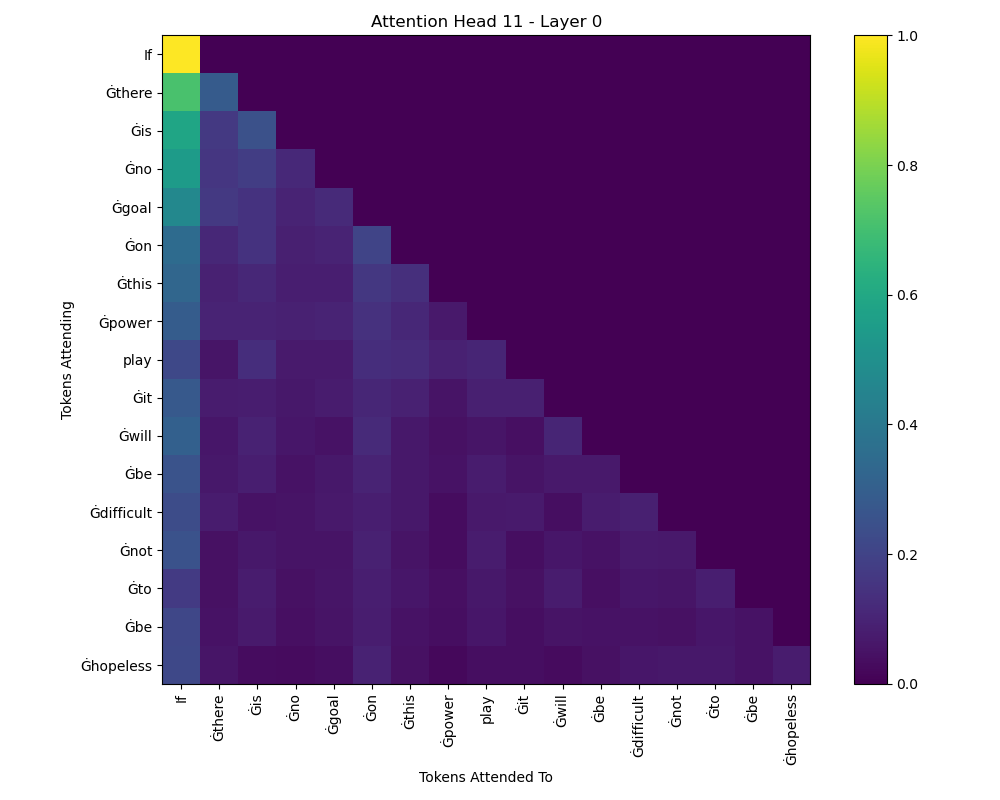 Attention Head 11 - Layer 0
Tokens Attending
If
Ġthere
Ġis
Ġno
Ġgoal
Ġon
Ġthis
Ġpower
play
Ġit
Ġwill
Ġbe
Ġdifficult
Ġnot
Ġto
Ġbe
Ġhopeless
If
Ġthere
Ġis
Ġno
Ġgoal
Ġon
Ġthis
Ġpower
play
Ġit
Ġwill
Ġbe
Ġdifficult
Ġnot
Ġto
Ġbe
Ġhopeless
Tokens Attended To
1.0
0.8
0.6
0.4
0.2
0.0